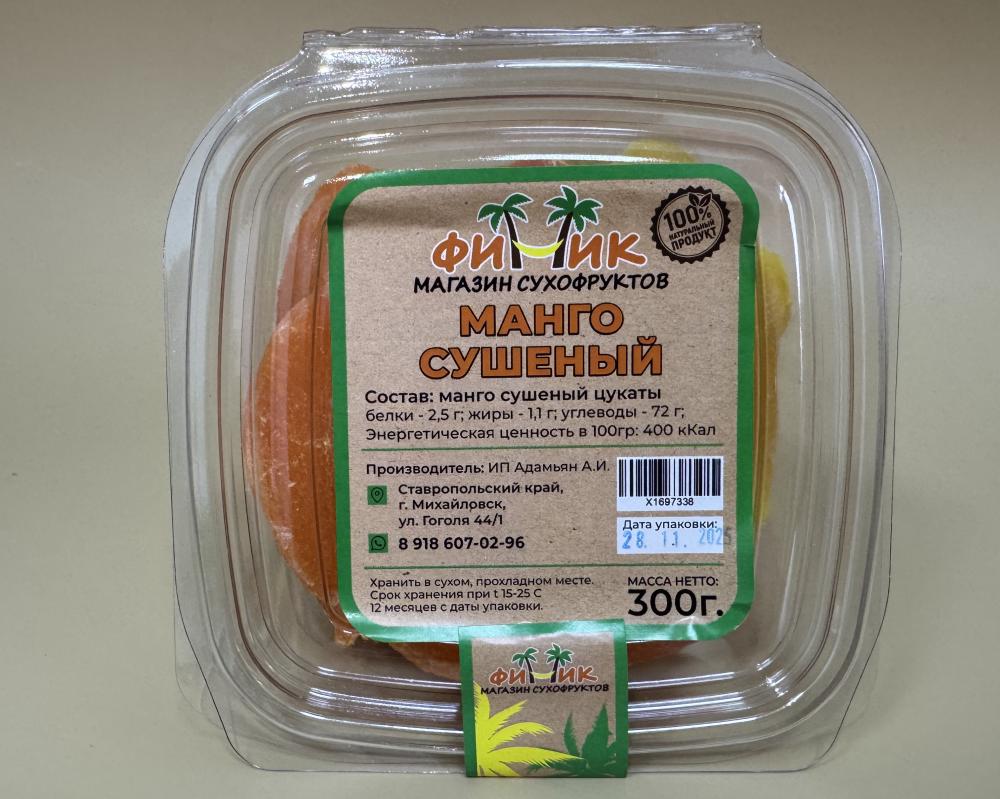 ФИНИК
МАГАЗИН СУХОФРУКТОВ
100%
НАТУРАЛЬНЫЙ
ПРОДУКТ
МАНГО
СУШЕНЫЙ
Состав: манго сушеный цукаты
белки - 2,5 г; жиры - 1,1 г; углеводы - 72 г;
Энергетическая ценность в 100гр: 400 кКал
Производитель: ИП Адамьян А.И.
Ставропольский край,
г. Михайловск,
ул. Гоголя 44/1
8 918 607-02-96
X1697338
Дата упаковки:
28. 11. 2025
Хранить в сухом, прохладном месте.
Срок хранения при t 15-25 С
12 месяцев с даты упаковки.
МАССА НЕТТО:
300г.
ФИНИК
МАГАЗИН СУХОФРУКТОВ